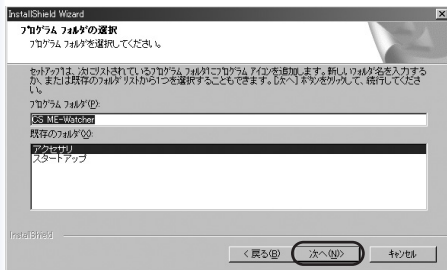 InstallShield Wizard
プログラム フォルダの選択
プログラム フォルダを選択してください。
セットアップは、次にリストされているプログラム フォルダにプログラム アイコンを追加します。新しいフォルダ名を入力する
か、または既存のフォルダ リストから1つを選択することもできます。[次へ] ボタンをクリックして、続行してくださ
い。
プログラム フォルダ(P):
CS ME-Watcher
既存のフォルダ(X):
アクセサリ
スタートアップ
InstallShield
< 戻る(B)
次へ(N)>
キャンセル